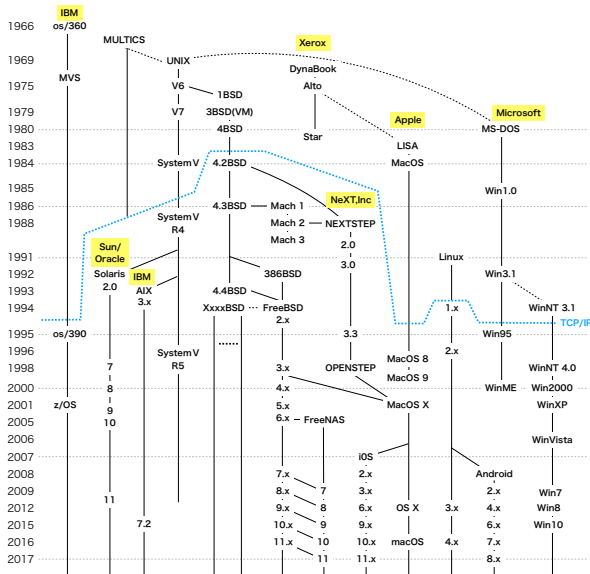 IBM
1966 os/360
MULTICS
Xerox
1969 UNIX
DynaBook
MVS
1975 V6 Alto
1BSD
1979 V7 3BSD(VM)
Microsoft
Apple
1980 4BSD MS-DOS
Star
1983 LISA
1984 System V 4.2BSD MacOS
1985 Win1.0
NeXT,Inc
1986 4.3BSD Mach 1
System V
1988 R4 Mach 2 NEXTSTEP
Mach 3 2.0
Sun/
Oracle
1991 3.0 Linux
IBM
1992 Solaris 386BSD Win3.1
1993 2.0 AIX 4.4BSD
3.x
1994 XxxxBSD FreeBSD 1.x WinNT 3.1
2.x TCP/IP
1995 os/390 3.3 Win95
1996 System V 2.x
MacOS 8
1998 7 R5 3.x OPENSTEP WinNT 4.0
MacOS 9
2000 8 4.x WinME Win2000
2001 z/OS 9 5.x MacOS X WinXP
2005 10 6.x FreeNAS
2006 WinVista
2007 iOS
2008 7.x 2.x Android
2009 11 8.x 7 3.x 2.x Win7
2012 9.x 8 6.x OS X 3.x 4.x Win8
2015 7.2 10.x 9 9.x 6.x Win10
2016 11.x 10 10.x macOS 4.x 7.x
2017 11 11.x 8.x